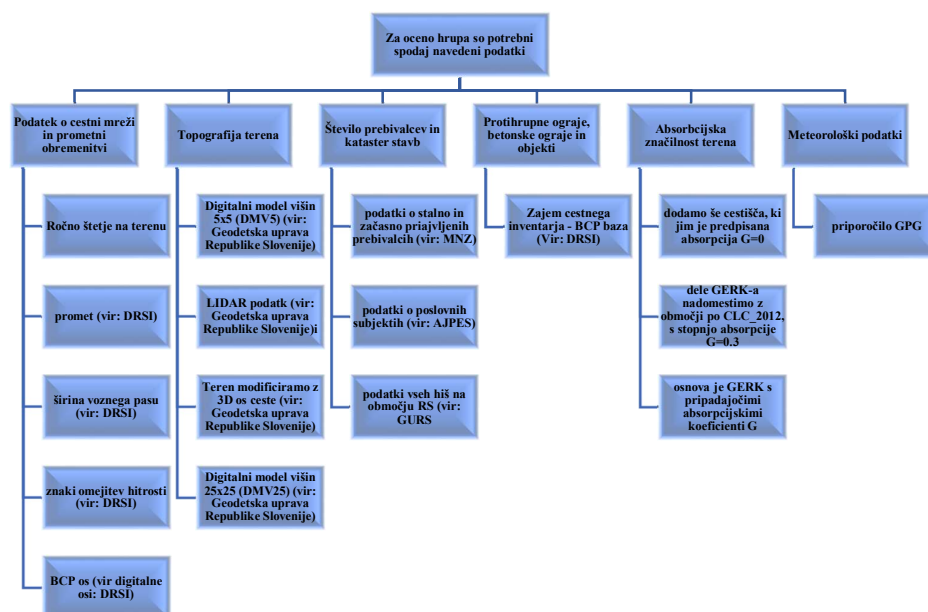 Za oceno hrupa so potrebni
spodaj navedeni podatki
Podatek o cestni mreži
in prometni
obremenitvi
Topografija terena
Število prebivalcev in
kataster stavb
Protihrupne ograje,
betonske ograje in
objekti
Absorbcijska
značilnost terena
Meteorološki podatki
Ročno štetje na terenu
promet (vir: DRSI)
širina voznega pasu
(vir: DRSI)
znaki omejitev hitrosti
(vir: DRSI)
BCP os (vir digitalne
osi: DRSI)
Digitalni model višin
5x5 (DMV5) (vir:
Geodetska uprava
Republike Slovenije)
LIDAR podatk (vir:
Geodetska uprava
Republike Slovenije)i
Teren modificiramo z
3D os ceste (vir:
Geodetska uprava
Republike Slovenije)
Digitalni model višin
25x25 (DMV25) (vir:
Geodetska uprava
Republike Slovenije)
podatki o stalno in
začasno priajvljenih
prebivalcih (vir: MNZ)
podatki o poslovnih
subjektih (vir: AJPES)
podatki vseh hiš na
območju RS (vir:
GURS
Zajem cestnega
inventarja - BCP baza
(Vir: DRSI)
dodamo še cestišča, ki
jim je predpisana
absorpcija G=0
dele GERK-a
nadomestimo z
območji po CLC_2012,
s stopnjo absorpcije
G=0.3
osnova je GERK s
pripadajočimi
absorpcijskimi
koeficienti G
priporočilo GPG